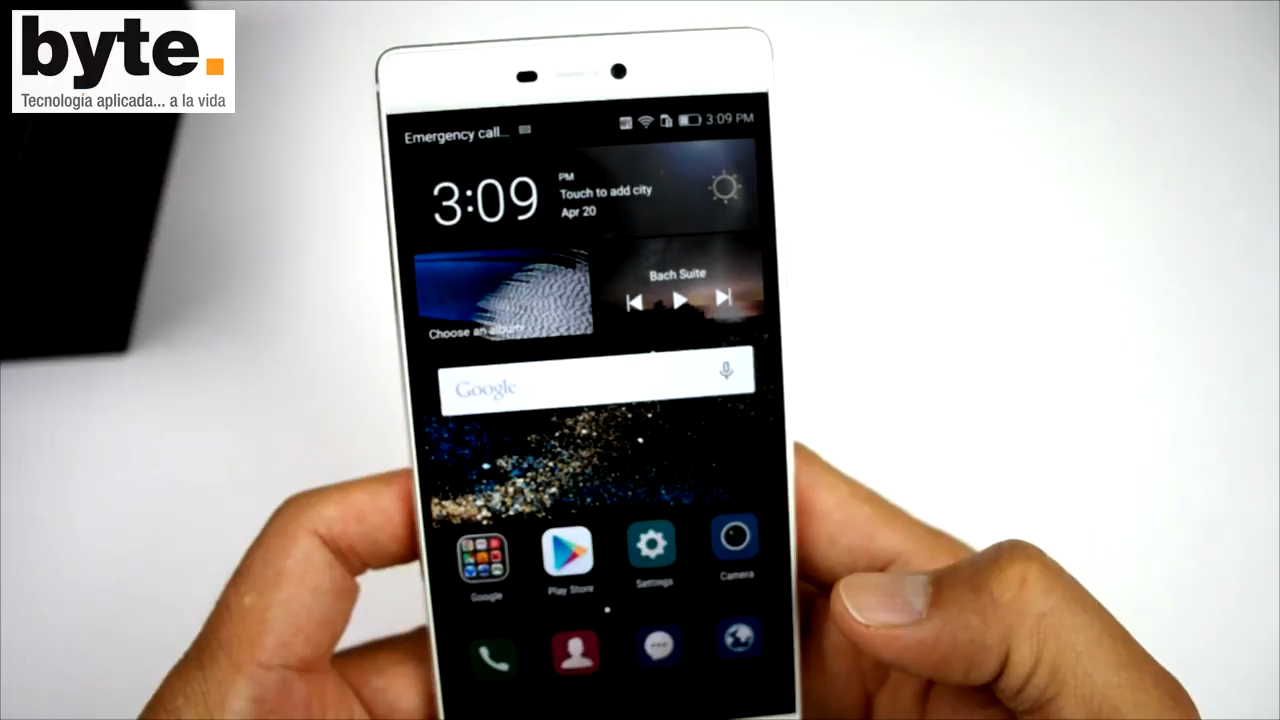 byte.
Tecnología aplicada... a la vida
Emergency call...
3:09 PM
3:09
PM
Touch to add city
Apr 20
Bach Suite
Choose an album
Google
Google
Play Store
Settings
Camera